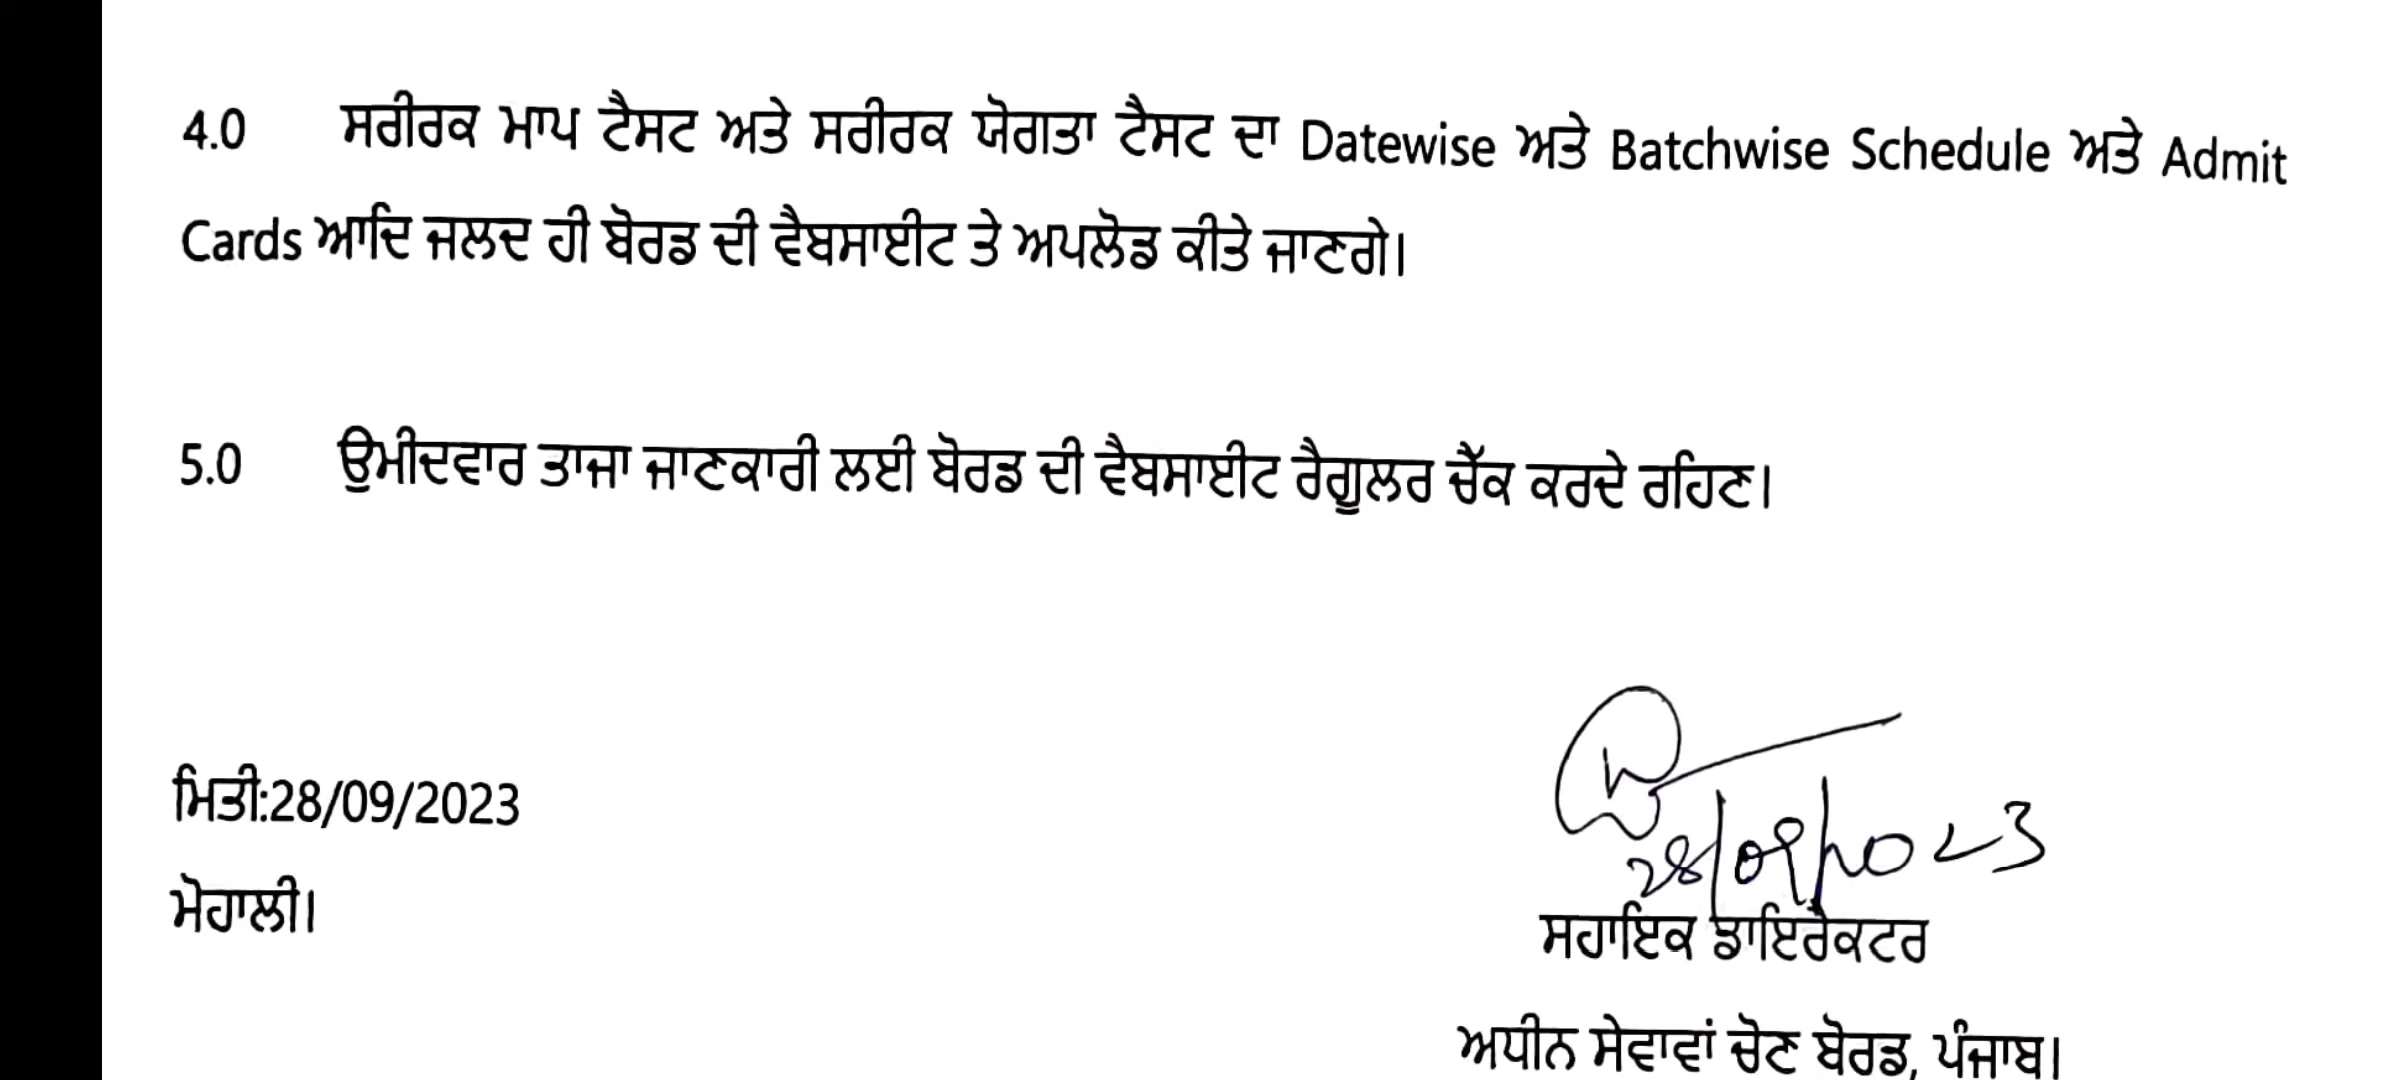 4.0 ਸਰੀਰਕ ਮਾਪ ਟੈਸਟ ਅਤੇ ਸਰੀਰਕ ਯੋਗਤਾ ਟੈਸਟ ਦਾ Datewise ਅਤੇ Batchwise Schedule ਅਤੇ Admit
Cards ਆਦਿ ਜਲਦ ਹੀ ਬੋਰਡ ਦੀ ਵੈਬਸਾਈਟ ਤੇ ਅਪਲੋਡ ਕੀਤੇ ਜਾਣਗੇ।
5.0 ਉਮੀਦਵਾਰ ਤਾਜਾ ਜਾਣਕਾਰੀ ਲਈ ਬੋਰਡ ਦੀ ਵੈਬਸਾਈਟ ਰੈਗੂਲਰ ਚੈੱਕ ਕਰਦੇ ਰਹਿਣ।
ਮਿਤੀ:28/09/2023
ਮੋਹਾਲੀ।
28/09/2023
ਸਹਾਇਕ ਡਾਇਰੈਕਟਰ
ਅਧੀਨ ਸੇਵਾਵਾਂ ਚੋਣ ਬੋਰਡ, ਪੰਜਾਬ।